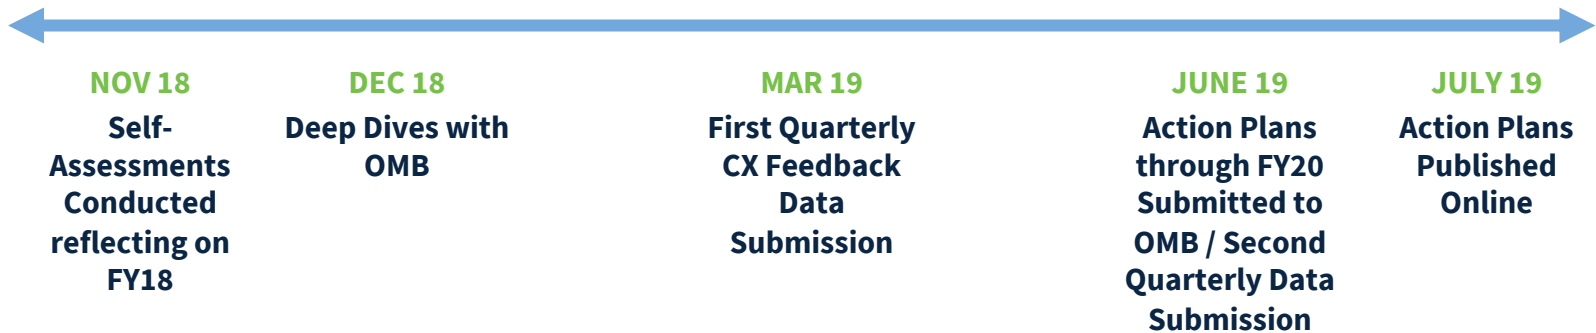 NOV 18
Self-
Assessments
Conducted
reflecting on
FY18
DEC 18
Deep Dives with
OMB
MAR 19
First Quarterly
CX Feedback
Data
Submission
JUNE 19
Action Plans
through FY20
Submitted to
OMB / Second
Quarterly Data
Submission
JULY 19
Action Plans
Published
Online